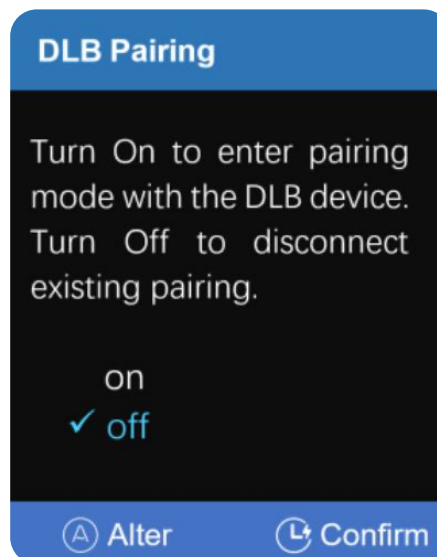 DLB Pairing
Turn On to enter pairing
mode with the DLB device.
Turn Off to disconnect
existing pairing.
on
✓ off
A Alter
Confirm